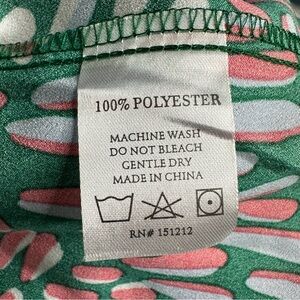 100% POLYESTER
MACHINE WASH
DO NOT BLEACH
GENTLE DRY
MADE IN CHINA
RN# 151212